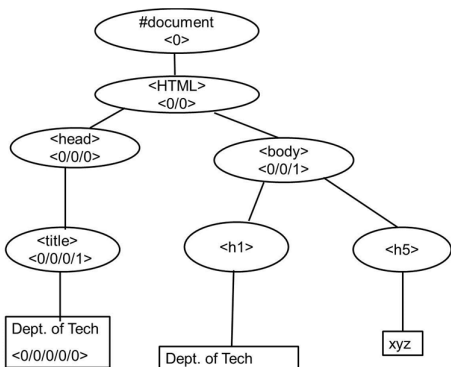 #document
<0>
<HTML>
<0/0>
<head>
<0/0/0>
<body>
<0/0/1>
<title>
<0/0/0/1>
<h1>
<h5>
Dept. of Tech
<0/0/0/0/0>
Dept. of Tech
xyz